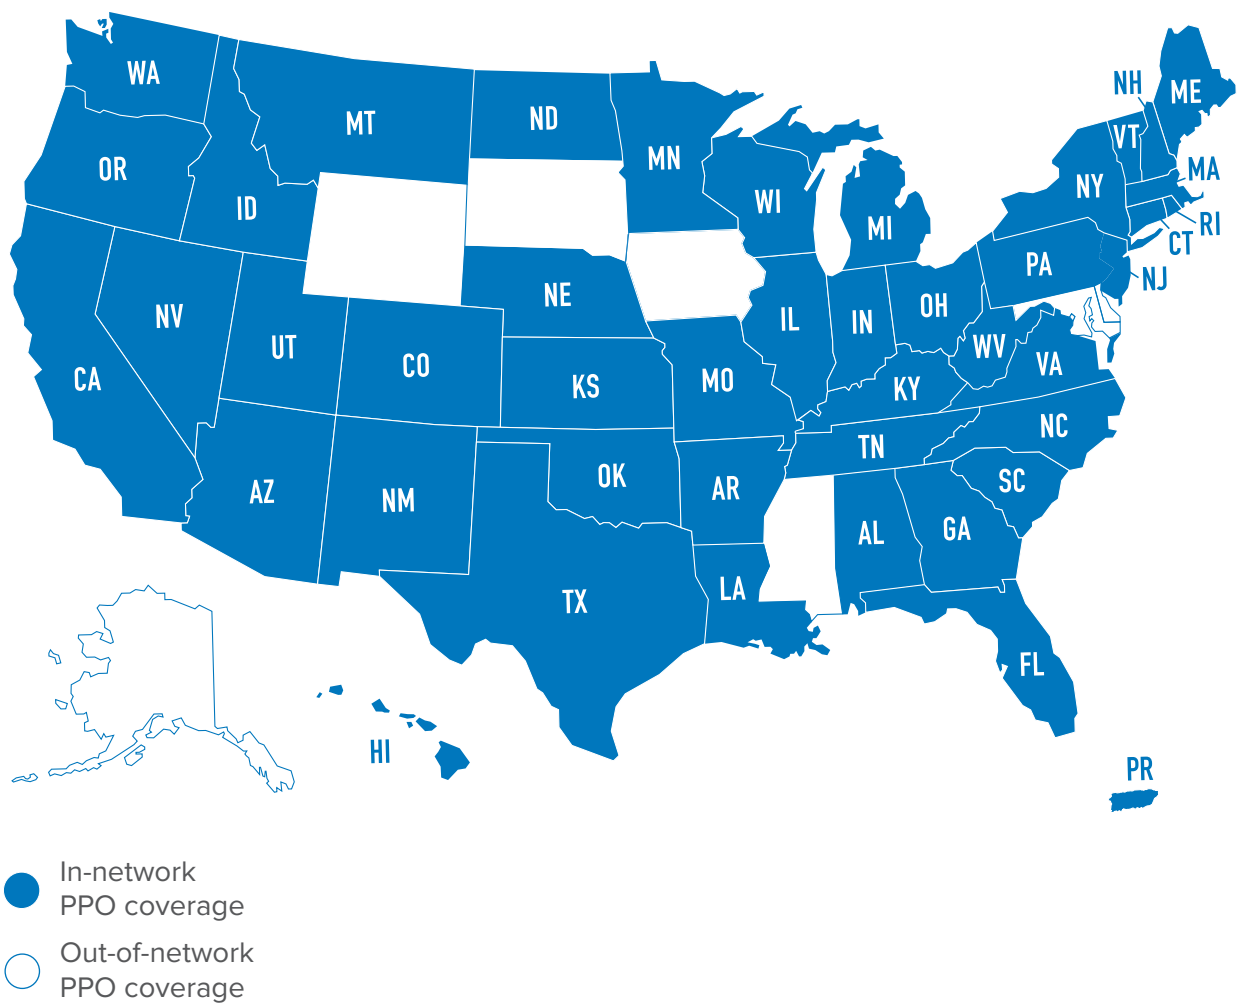 WA
MT
ND
MN
OR
ID
WI
MI
NH
ME
VT
NY
MA
RI
CT
NJ
PA
NV
UT
CO
NE
IL
IN
OH
WV
VA
CA
KS
MO
KY
NC
TN
AZ
NM
OK
AR
SC
AL
GA
TX
LA
FL
HI
PR
In-network
PPO coverage
Out-of-network
PPO coverage